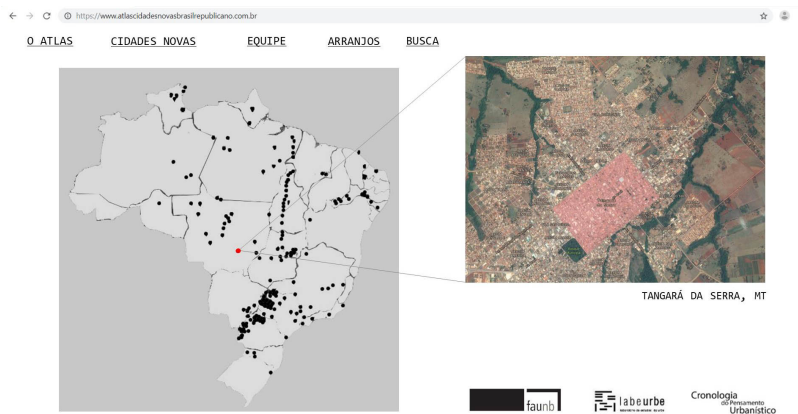 https://www.atlascidadesnovasbrasilrepublicano.com.br
O ATLAS CIDADES NOVAS EQUIPE ARRANJOS BUSCA
TANGARÁ DA SERRA, MT
faunb
labeurbe
Cronologia
do Pensamento
Urbanístico